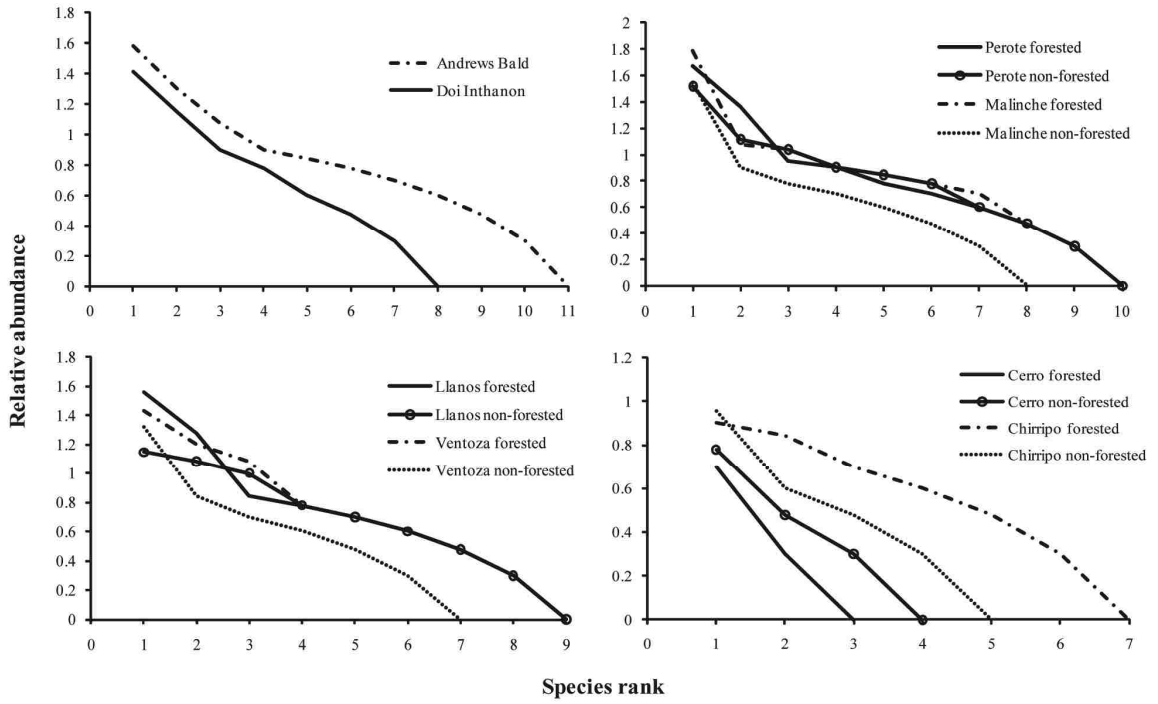 Relative abundance
1.8
1.6
1.4
1.2
1
0.8
0.6
0.4
0.2
0
0 1 2 3 4 5 6 7 8 9 10 11
Andrews Bald
Doi Inthanon
2
1.8
1.6
1.4
1.2
1
0.8
0.6
0.4
0.2
0
0 1 2 3 4 5 6 7 8 9 10
Perote forested
Perote non-forested
Malinche forested
Malinche non-forested
1.8
1.6
1.4
1.2
1
0.8
0.6
0.4
0.2
0
0 1 2 3 4 5 6 7 8 9
Llanos forested
Llanos non-forested
Ventoza forested
Ventoza non-forested
1.2
1
0.8
0.6
0.4
0.2
0
0 1 2 3 4 5 6 7
Cerro forested
Cerro non-forested
Chirripo forested
Chirripo non-forested
Species rank